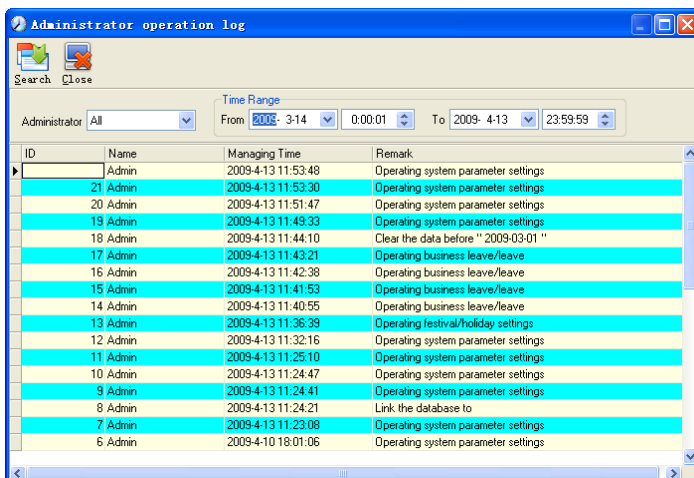 Administrator operation log
Search Close
Time Range
Administrator All From 2009- 3-14 0:00:01 To 2009- 4-13 23:59:59
ID Name Managing Time Remark
Admin 2009-4-13 11:53:48 Operating system parameter settings
21 Admin 2009-4-13 11:53:30 Operating system parameter settings
20 Admin 2009-4-13 11:51:47 Operating system parameter settings
19 Admin 2009-4-13 11:49:33 Operating system parameter settings
18 Admin 2009-4-13 11:44:10 Clear the data before " 2009-03-01 "
17 Admin 2009-4-13 11:43:21 Operating business leave/leave
16 Admin 2009-4-13 11:42:38 Operating business leave/leave
15 Admin 2009-4-13 11:41:53 Operating business leave/leave
14 Admin 2009-4-13 11:40:55 Operating business leave/leave
13 Admin 2009-4-13 11:36:39 Operating festival/holiday settings
12 Admin 2009-4-13 11:32:16 Operating system parameter settings
11 Admin 2009-4-13 11:25:10 Operating system parameter settings
10 Admin 2009-4-13 11:24:47 Operating system parameter settings
9 Admin 2009-4-13 11:24:41 Operating system parameter settings
8 Admin 2009-4-13 11:24:21 Link the database to
7 Admin 2009-4-13 11:23:08 Operating system parameter settings
6 Admin 2009-4-10 18:01:06 Operating system parameter settings